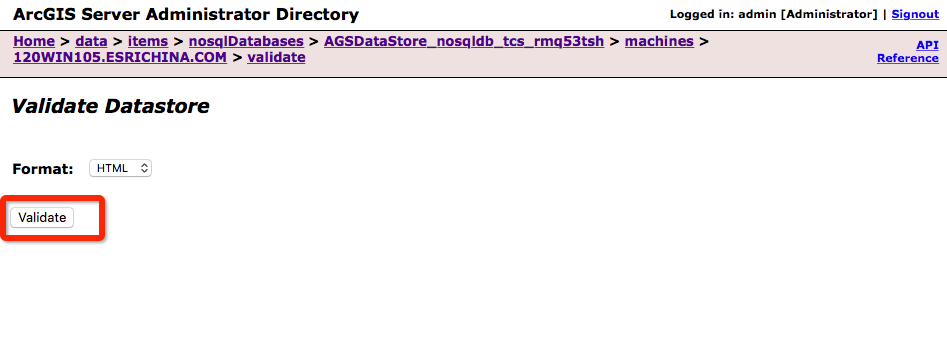 ArcGIS Server Administrator Directory
Logged in: admin [Administrator] | Signout
Home > data > items > nosqlDatabases > AGSDataStore_nosqldb_tcs_rmq53tsh > machines >
120WIN105.ESRICHINA.COM > validate
API
Reference
Validate Datastore
Format: HTML
Validate